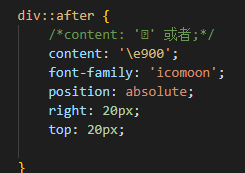 div::after {
/*content: '' 或者;*/
content: '\e900';
font-family: 'icomoon';
position: absolute;
right: 20px;
top: 20px;
}